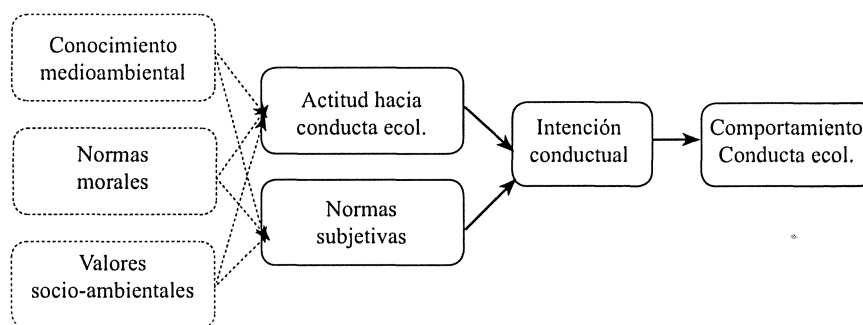 Conocimiento
medioambiental
Normas
morales
Valores
socio-ambientales
Actitud hacia
conducta ecol.
Normas
subjetivas
Intención
conductual
Comportamiento
Conducta ecol.